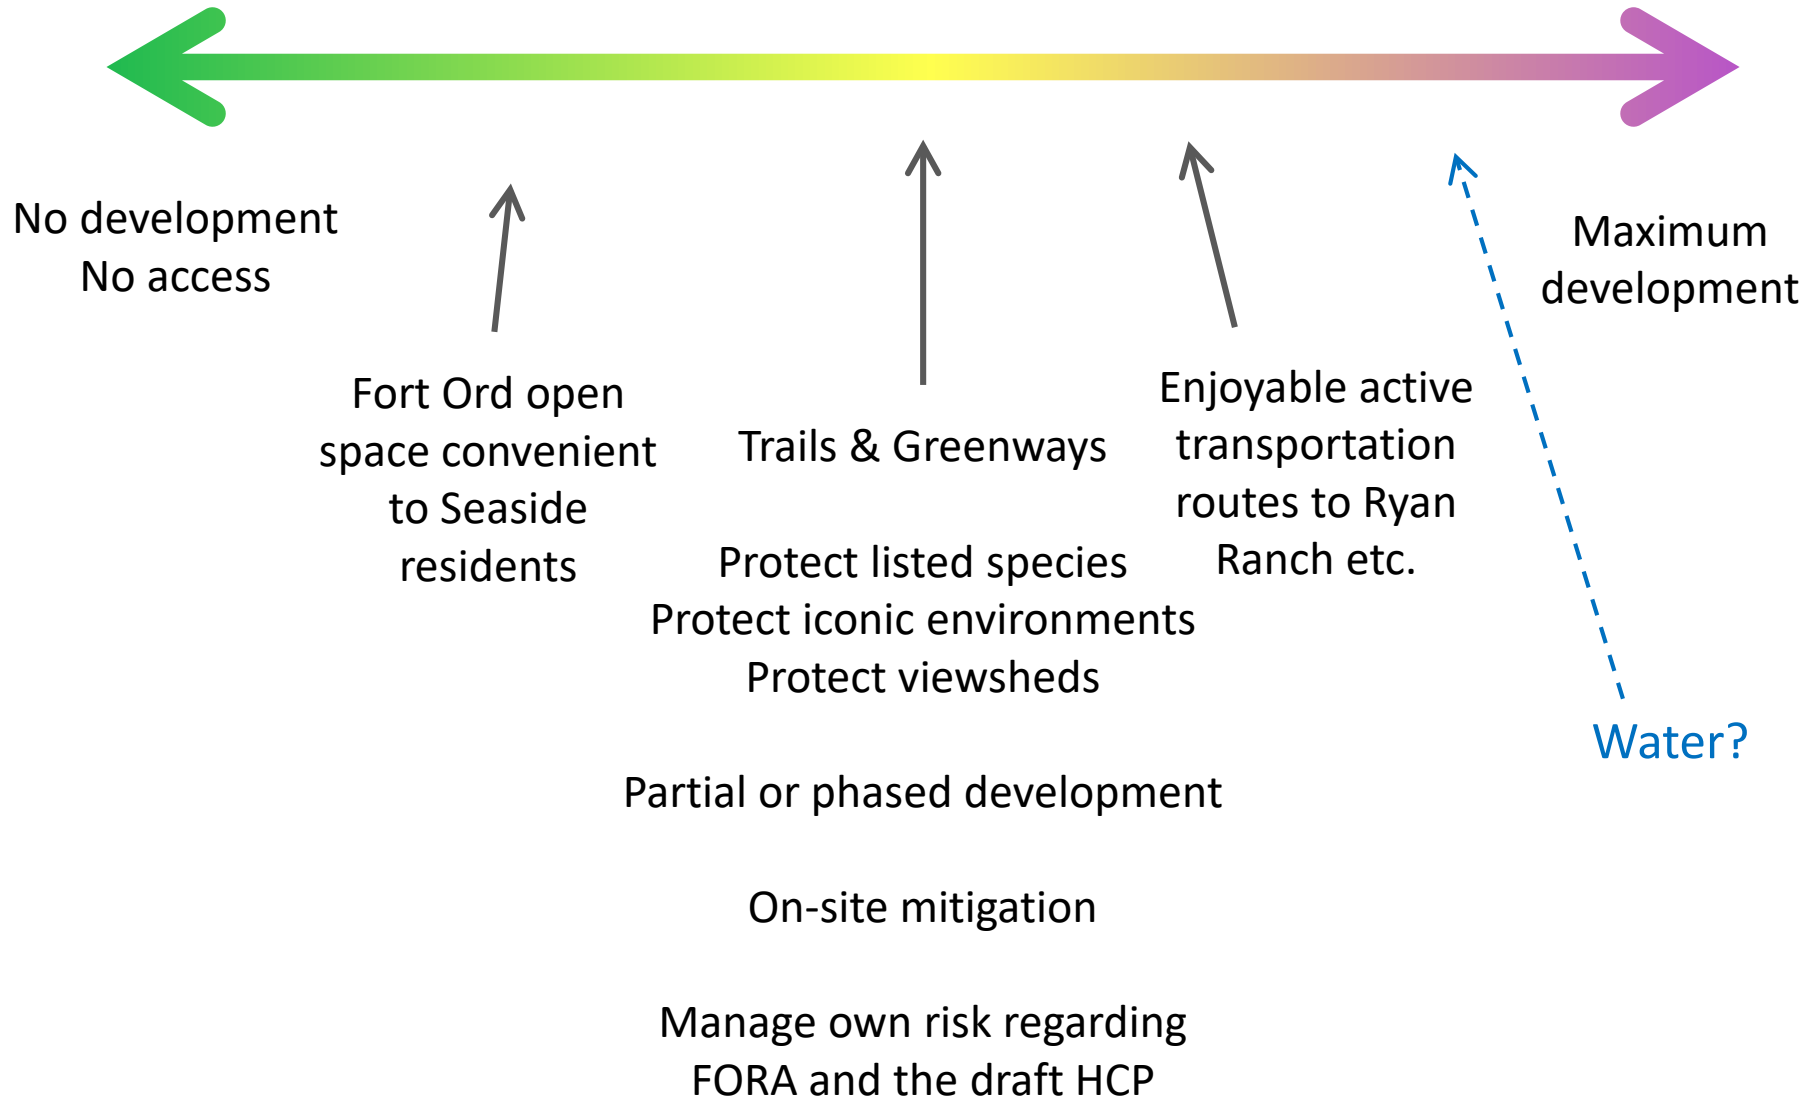 No development
No access
Fort Ord open
space convenient
to Seaside
residents
Trails & Greenways
Protect listed species
Protect iconic environments
Protect viewsheds
Partial or phased development
On-site mitigation
Manage own risk regarding
FORA and the draft HCP
Enjoyable active
transportation
routes to Ryan
Ranch etc.
Maximum
development
Water?